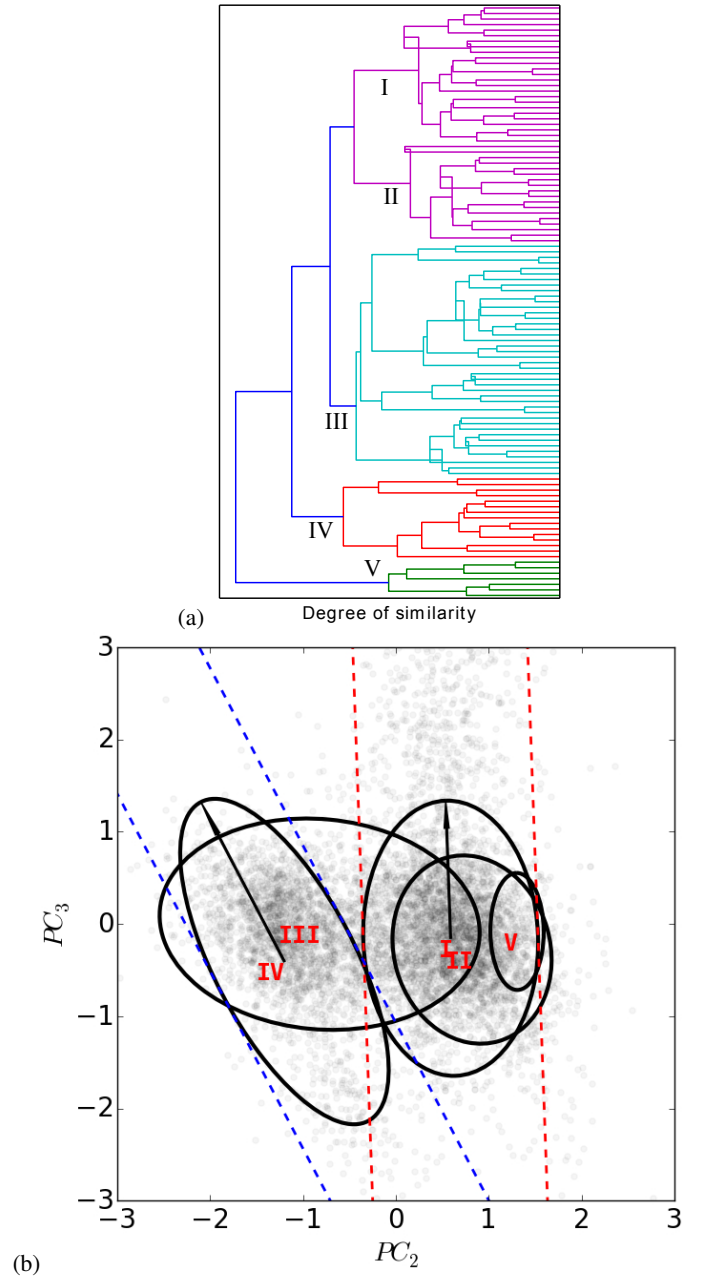 I
II
III
IV
V
(a)
Degree of similarity
3
2
1
0
−1
−2
−3
PC3
III
IV
I
II
V
−3 −2 −1 0 1 2 3
PC2
(b)